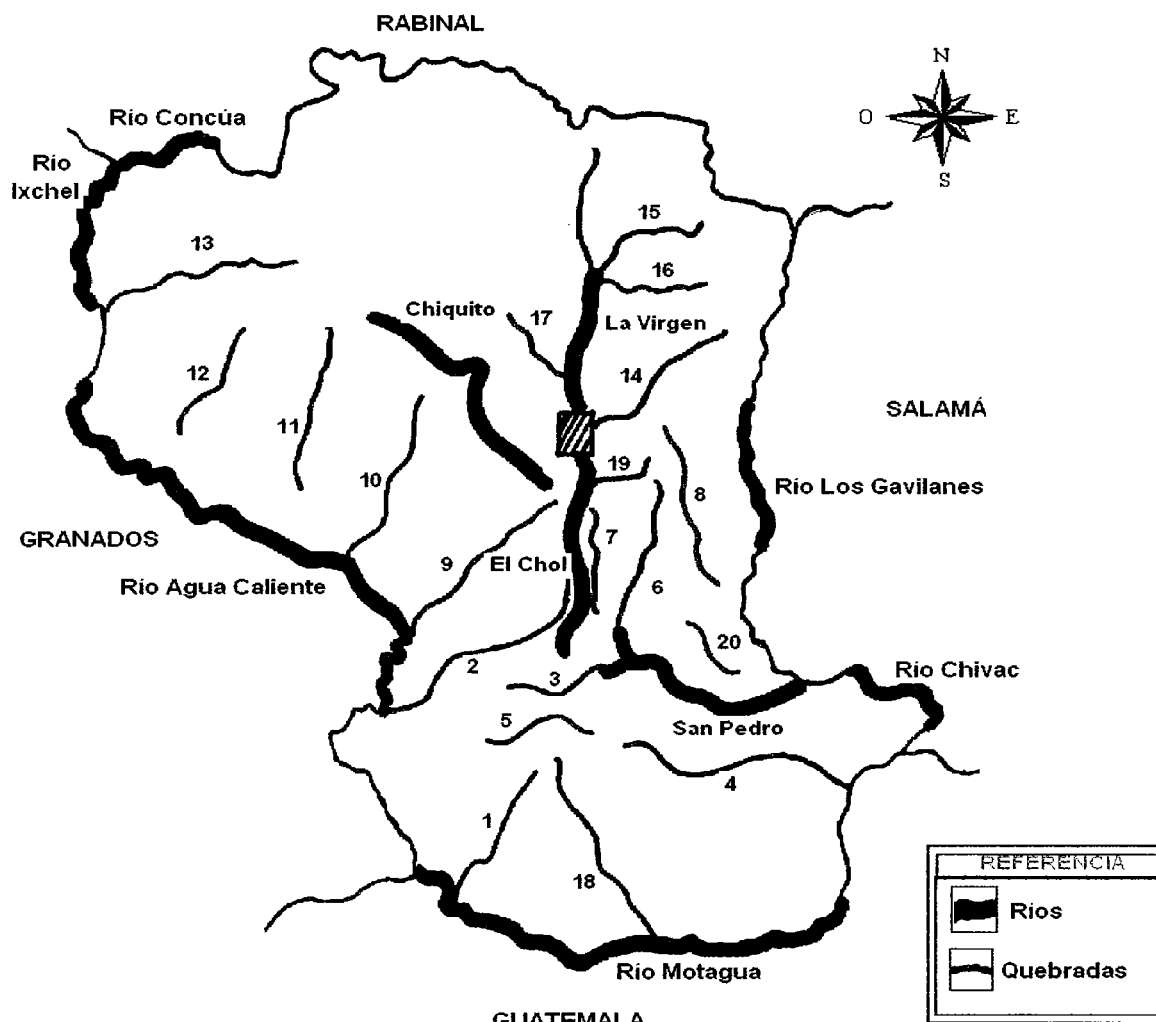 RABINAL
N
Río Concúa
O
E
Río
Ixchel
S
15
13
16
Chiquito
17
La Virgen
12
14
SALAMÁ
11
19
10
8
Río Los Gavilanes
7
GRANADOS
9
El Chol
Río Agua Caliente
6
20
2
3
Río Chivac
5
San Pedro
4
1
18
REFERENCIA
Ríos
Quebradas
Río Motagua
GUATEMALA